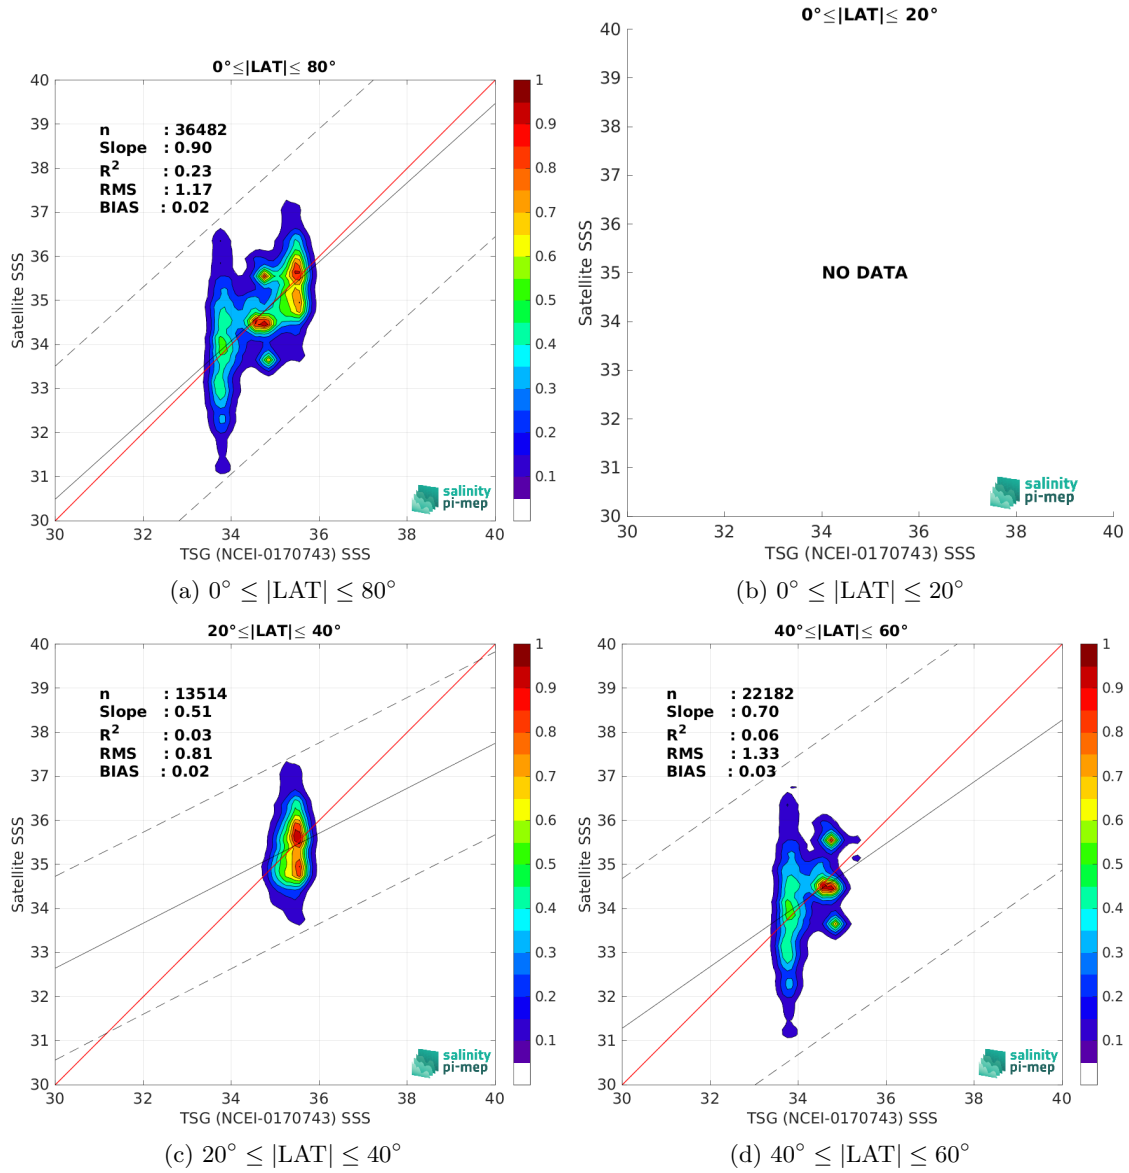 0°≤|LAT|≤ 80°
40
39
38
37
36
35
34
33
32
31
30
Satellite SSS
n : 36482
Slope : 0.90
R² : 0.23
RMS : 1.17
BIAS : 0.02
salinity
pi-mep
30 32 34 36 38 40
TSG (NCEI-0170743) SSS
1
0.9
0.8
0.7
0.6
0.5
0.4
0.3
0.2
0.1
(a) 0° ≤ |LAT| ≤ 80°
0°≤|LAT|≤ 20°
40
39
38
37
36
35
34
33
32
31
30
Satellite SSS
NO DATA
salinity
pi-mep
30 32 34 36 38 40
TSG (NCEI-0170743) SSS
(b) 0° ≤ |LAT| ≤ 20°
20°≤|LAT|≤ 40°
40
39
38
37
36
35
34
33
32
31
30
Satellite SSS
n : 13514
Slope : 0.51
R² : 0.03
RMS : 0.81
BIAS : 0.02
salinity
pi-mep
30 32 34 36 38 40
TSG (NCEI-0170743) SSS
1
0.9
0.8
0.7
0.6
0.5
0.4
0.3
0.2
0.1
(c) 20° ≤ |LAT| ≤ 40°
40°≤|LAT|≤ 60°
40
39
38
37
36
35
34
33
32
31
30
Satellite SSS
n : 22182
Slope : 0.70
R² : 0.06
RMS : 1.33
BIAS : 0.03
salinity
pi-mep
30 32 34 36 38 40
TSG (NCEI-0170743) SSS
1
0.9
0.8
0.7
0.6
0.5
0.4
0.3
0.2
0.1
(d) 40° ≤ |LAT| ≤ 60°